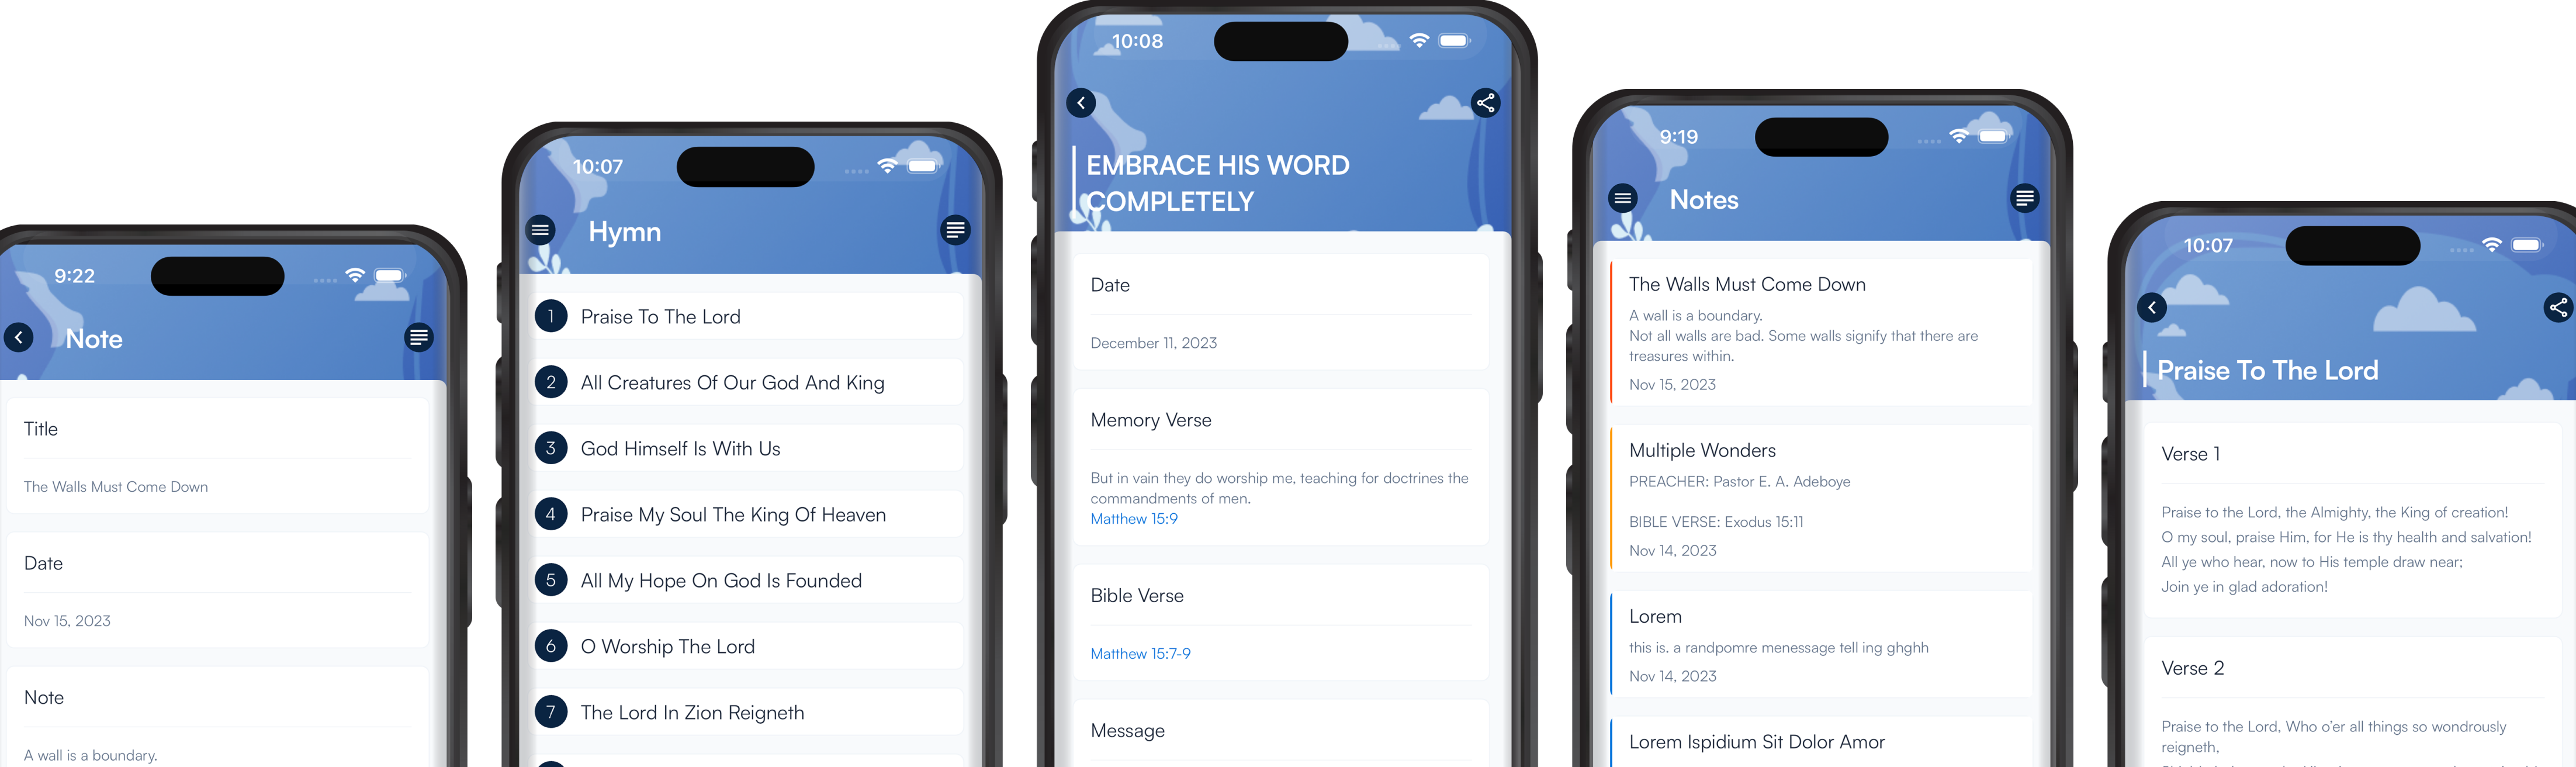 9:22
Note
Title
The Walls Must Come Down
Date
Nov 15, 2023
Note
A wall is a boundary.
10:07
Hymn
1 Praise To The Lord
2 All Creatures Of Our God And King
3 God Himself Is With Us
4 Praise My Soul The King Of Heaven
5 All My Hope On God Is Founded
6 O Worship The Lord
7 The Lord In Zion Reigneth
10:08
EMBRACE HIS WORD
COMPLETELY
Date
December 11, 2023
Memory Verse
But in vain they do worship me, teaching for doctrines the
commandments of men.
Matthew 15:9
Bible Verse
Matthew 15:7-9
Message
9:19
Notes
The Walls Must Come Down
A wall is a boundary.
Not all walls are bad. Some walls signify that there are
treasures within.
Nov 15, 2023
Multiple Wonders
PREACHER: Pastor E. A. Adeboye
BIBLE VERSE: Exodus 15:11
Nov 14, 2023
Lorem
this is. a randpomre menessage tell ing ghghh
Nov 14, 2023
Lorem Ispidium Sit Dolor Amor
10:07
Praise To The Lord
Verse 1
Praise to the Lord, the Almighty, the King of creation!
O my soul, praise Him, for He is thy health and salvation!
All ye who hear, now to His temple draw near;
Join ye in glad adoration!
Verse 2
Praise to the Lord, Who o’er all things so wondrously
reigneth,